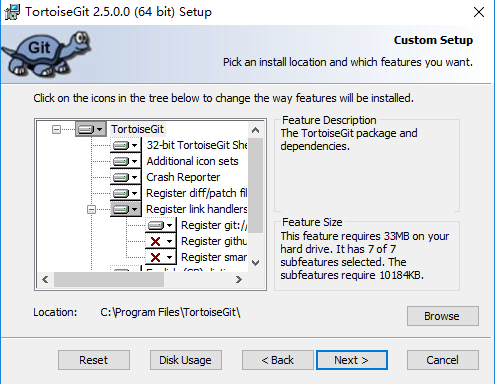 TortoiseGit 2.5.0.0 (64 bit) Setup
Git
Custom Setup
Pick an install location and which features you want.
Click on the icons in the tree below to change the way features will be installed.
TortoiseGit
32-bit TortoiseGit She
Additional icon sets
Crash Reporter
Register diff/patch fil
Register link handlers
Register git://
Register githu
Register smar
Feature Description
The TortoiseGit package and
dependencies.
Feature Size
This feature requires 33MB on your
hard drive. It has 7 of 7
subfeatures selected. The
subfeatures require 10184KB.
Location: C:\Program Files\TortoiseGit\
Browse
Reset Disk Usage < Back Next > Cancel